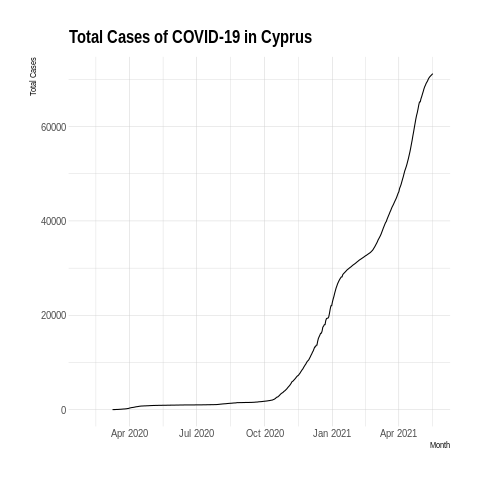 Total Cases of COVID-19 in Cyprus
Total Cases
60000
40000
20000
0
Apr 2020 Jul 2020 Oct 2020 Jan 2021 Apr 2021
Month